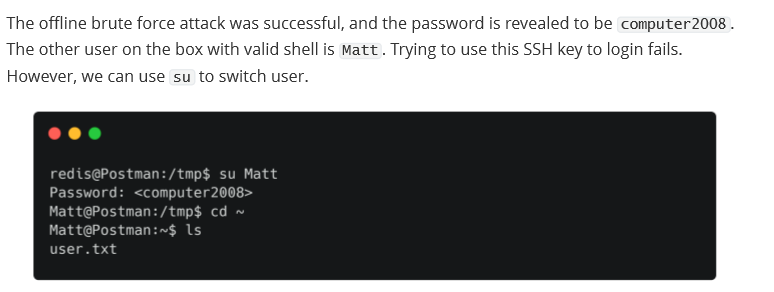 The offline brute force attack was successful, and the password is revealed to be computer2008 .
The other user on the box with valid shell is Matt . Trying to use this SSH key to login fails.
However, we can use su to switch user.
redis@Postman:/tmp$ su Matt
Password: <computer2008>
Matt@Postman:/tmp$ cd ~
Matt@Postman:~$ ls
user.txt